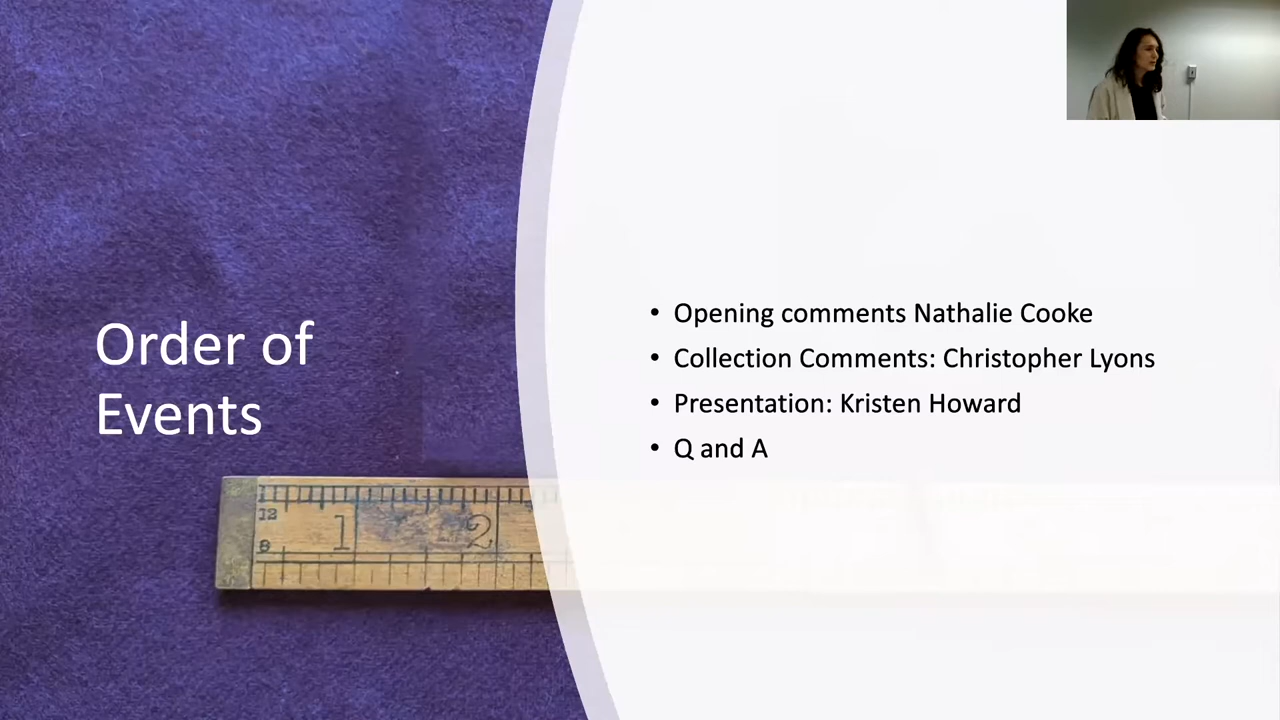 Order of
Events
• Opening comments Nathalie Cooke
• Collection Comments: Christopher Lyons
• Presentation: Kristen Howard
• Q and A
12
8
1
2